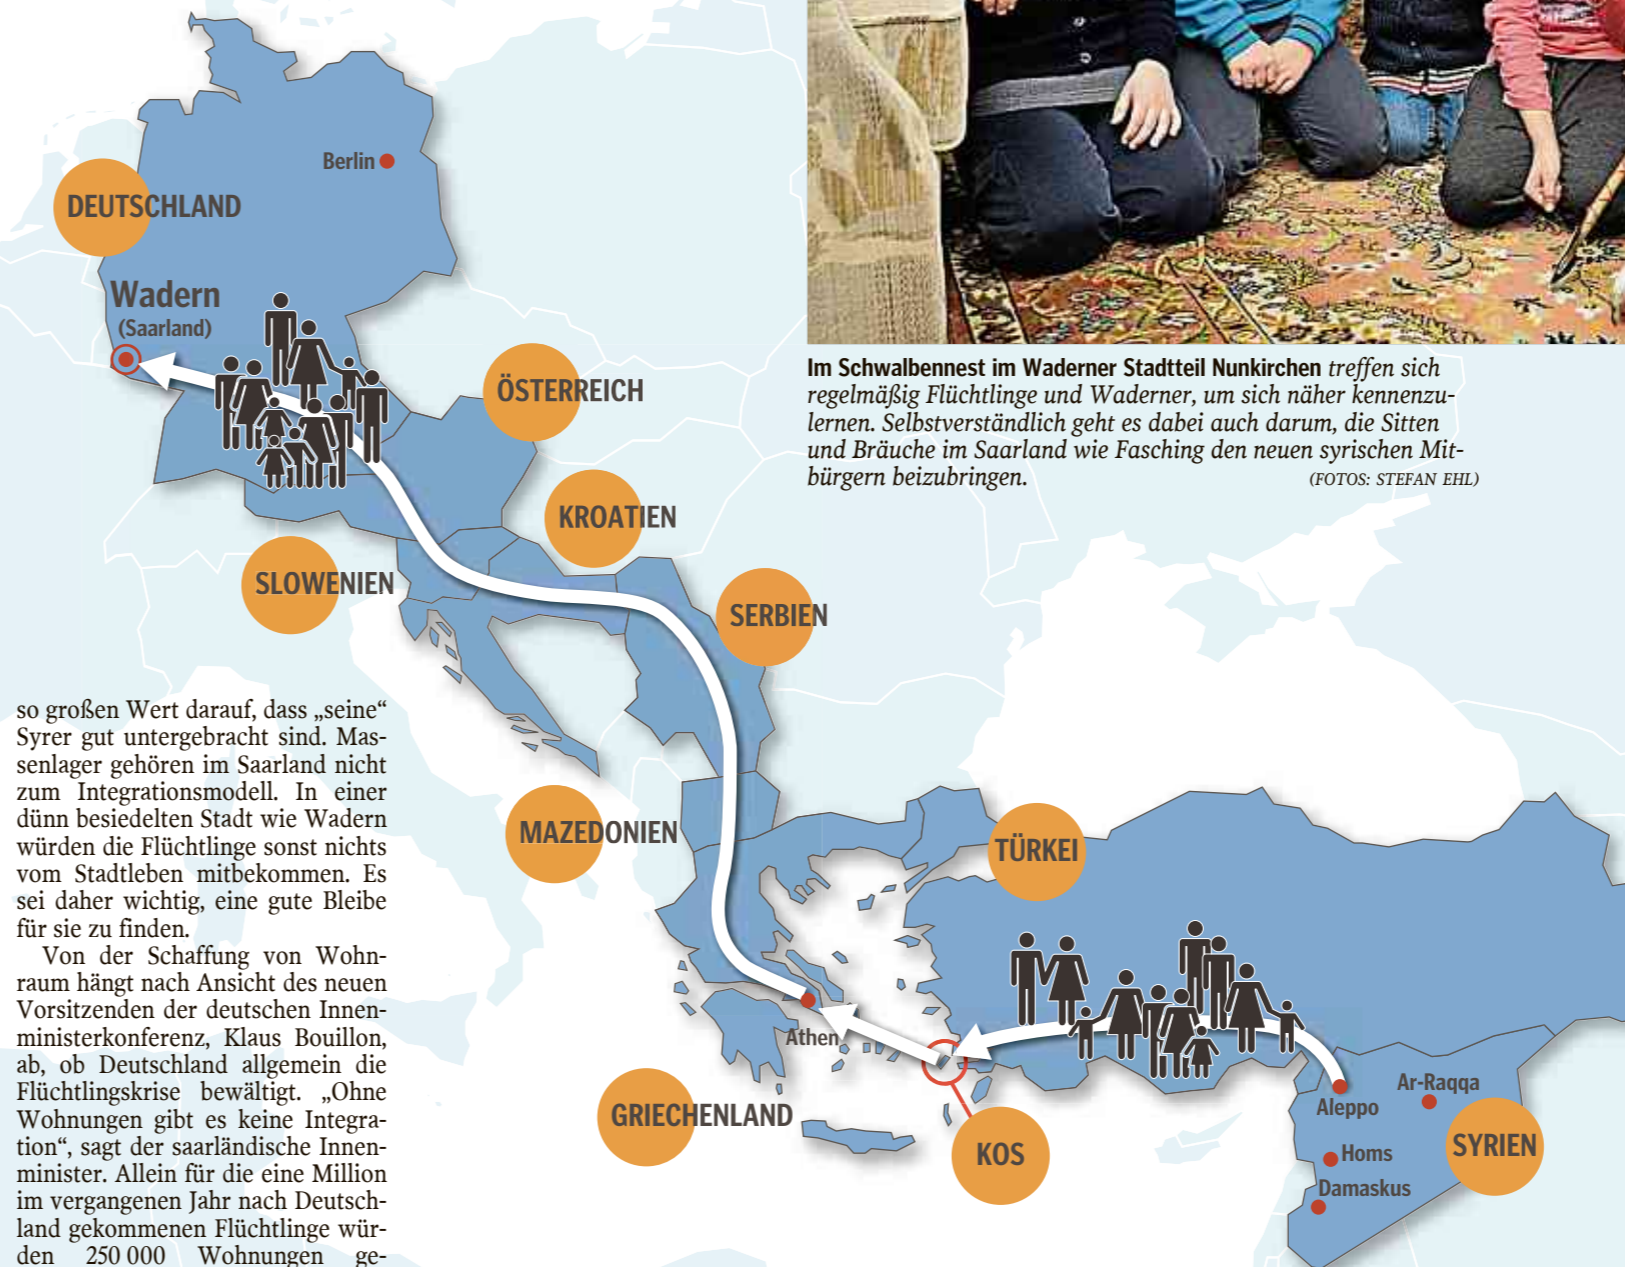 Berlin
DEUTSCHLAND
Wadern
(Saarland)
ÖSTERREICH
KROATIEN
SLOWENIEN
SERBIEN
MAZEDONIEN
TÜRKEI
Athen
GRIECHENLAND
KOS
Aleppo
Ar-Raqqa
Homs
Damaskus
SYRIEN
Im Schwalbennest im Waderner Stadtteil Nunkirchen treffen sich
regelmäßig Flüchtlinge und Waderner, um sich näher kennenzu-
lernen. Selbstverständlich geht es dabei auch darum, die Sitten
und Bräuche im Saarland wie Fasching den neuen syrischen Mit-
bürgern beizubringen. (FOTOS: STEFAN EHL)
so großen Wert darauf, dass „seine“
Syrer gut untergebracht sind. Mas-
senlager gehören im Saarland nicht
zum Integrationsmodell. In einer
dünn besiedelten Stadt wie Wadern
würden die Flüchtlinge sonst nichts
vom Stadtleben mitbekommen. Es
sei daher wichtig, eine gute Bleibe
für sie zu finden.
Von der Schaffung von Wohn-
raum hängt nach Ansicht des neuen
Vorsitzenden der deutschen Innen-
ministerkonferenz, Klaus Bouillon,
ab, ob Deutschland allgemein die
Flüchtlingskrise bewältigt. „Ohne
Wohnungen gibt es keine Integra-
tion“, sagt der saarländische Innen-
minister. Allein für die eine Million
im vergangenen Jahr nach Deutsch-
land gekommenen Flüchtlinge wür-
den 250 000 Wohnungen ge-